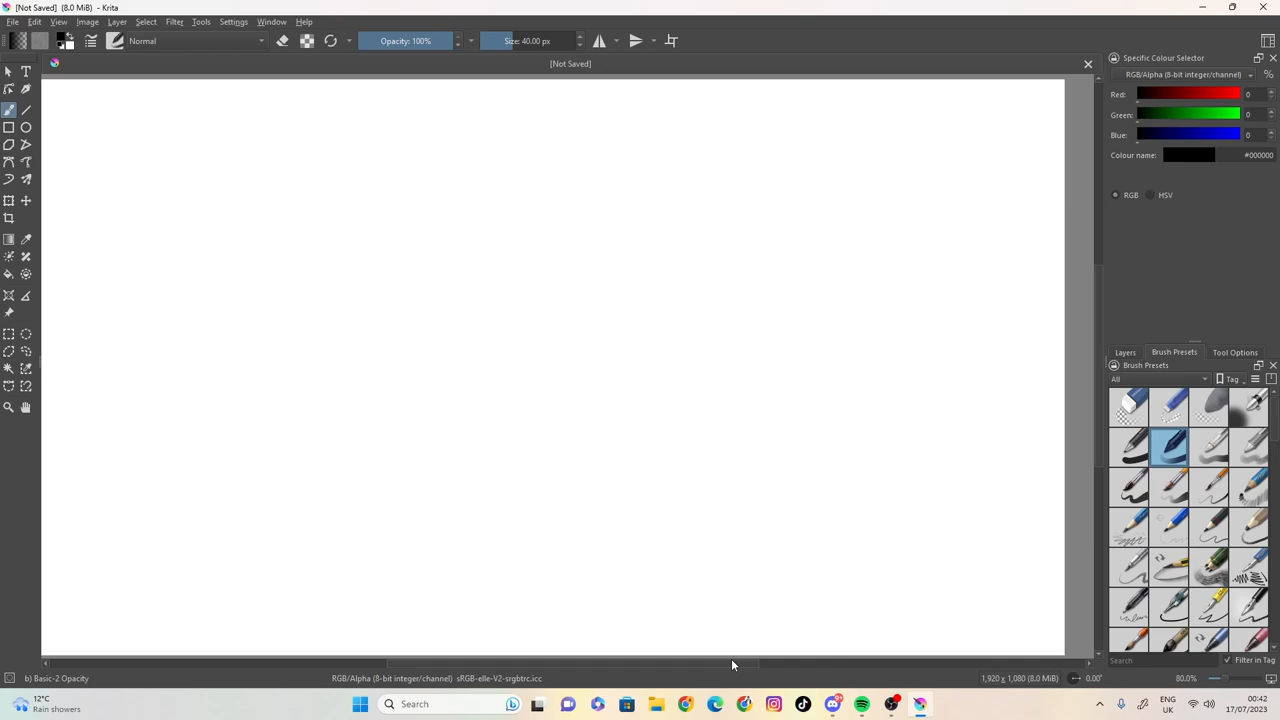 [Not Saved] (8.0 MiB) - Krita
File Edit View Image Layer Select Filter Tools Settings Window Help
Normal Opacity: 100% Size: 40.00 px
[Not Saved]
Specific Colour Selector
RGB/Alpha (8-bit integer/channel) %
Red: 0
Green: 0
Blue: 0
Colour name: #000000
RGB HSV
Layers Brush Presets Tool Options
Brush Presets
All Tag
Search Filter in Tag
b) Basic-2 Opacity RGB/Alpha (8-bit integer/channel) sRGB-elle-V2-srgbtrc.icc 1,920 x 1,080 (8.0 MiB) 0.00° 80.0%
12°C
Rain showers
Search
ENG
UK
00:42
17/07/2023